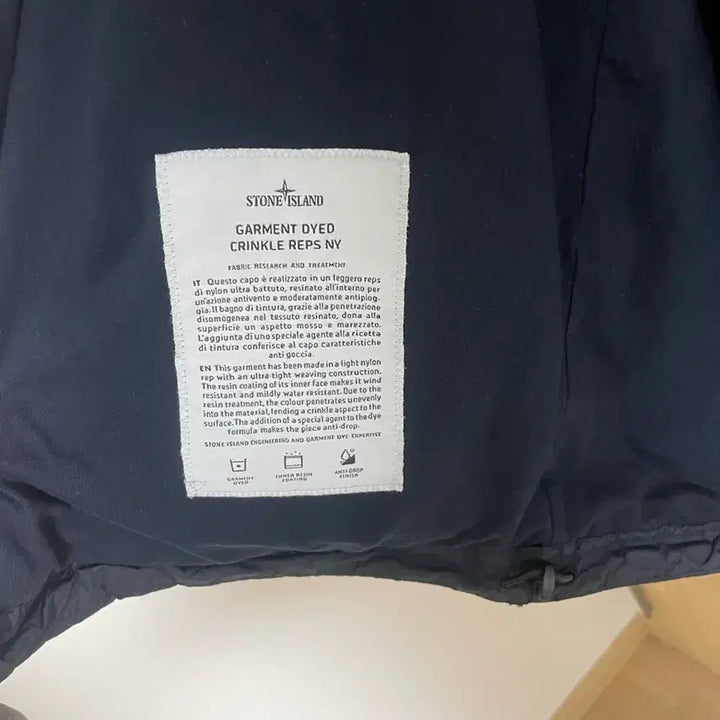 STONE ISLAND
GARMENT DYED
CRINKLE REPS NY
FABRIC RESEARCH AND TREATMENT
IT Questo capo è realizzato in un leggero reps
di nylon ultra battuto, resinato all'interno per
un'azione antivento e moderatamente antipiog-
gia. Il bagno di tintura, grazie alla penetrazione
disomogenea nel tessuto resinato, dona alla
superficie un aspetto mosso e marezzato.
L'aggiunta di uno speciale agente alla ricetta
di tintura conferisce al capo caratteristiche
anti goccia.
EN This garment has been made in a light nylon
rep with an ultra-tight weaving construction.
The resin coating of its inner face makes it wind
resistant and mildly water resistant. Due to the
resin treatment, the colour penetrates unevenly
into the material, lending a crinkle aspect to the
surface. The addition of a special agent to the dye
formula makes the piece anti-drop.
STONE ISLAND ENGINEERING AND GARMENT DYE EXPERTISE
GARMENT
DYED
INNER RESIN
COATING
ANTI-DROP
FINISH